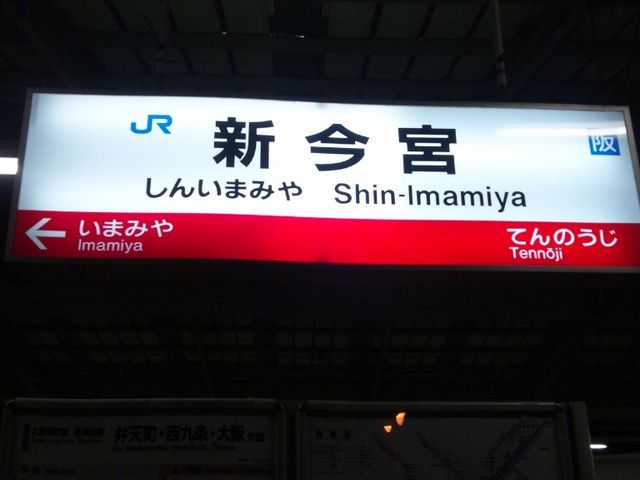 JR 新今宮 阪
しんいまみや Shin-Imamiya
← いまみや てんのうじ
Imamiya Tennōji
弁天町・西九条・大阪 方面